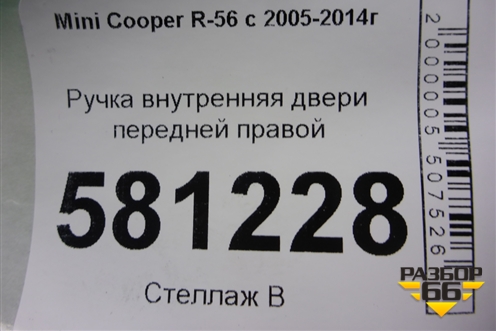 Mini Cooper R-56 с 2005-2014г
Ручка внутренняя двери
передней правой
581228
Стеллаж В
2000005507526
РАЗБОР
66